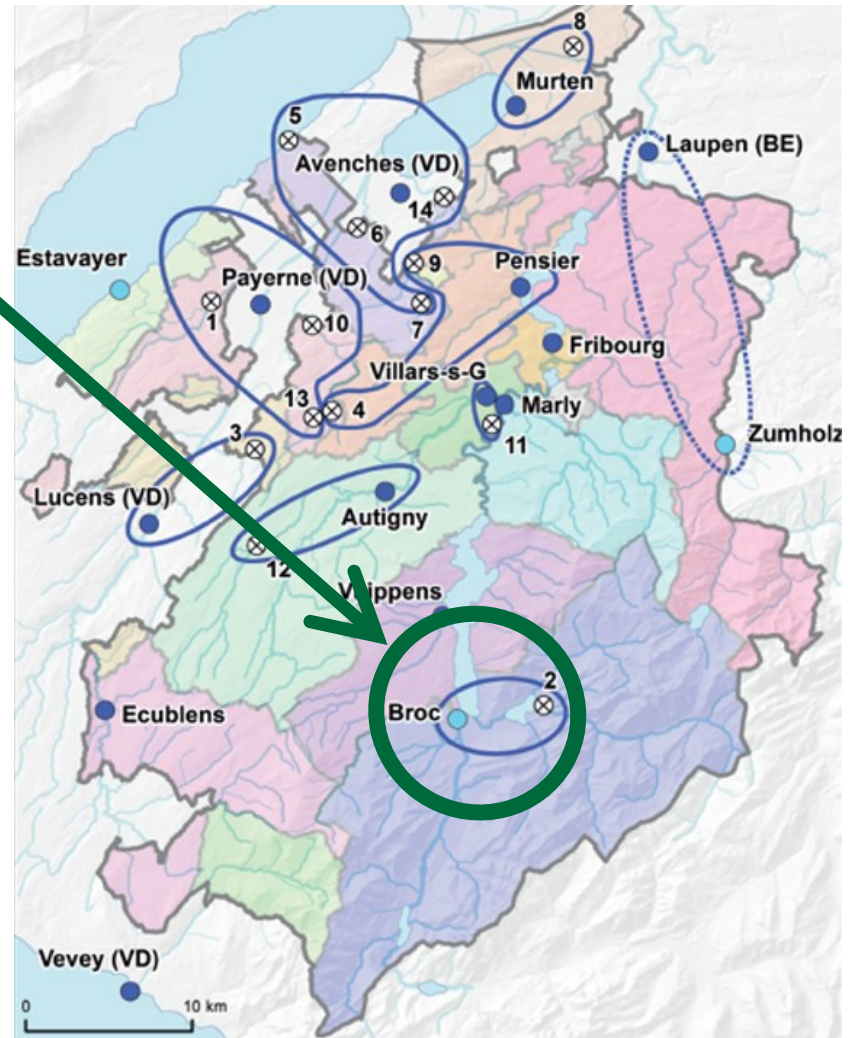 8
Murten
5
Laupen (BE)
Avenches (VD)
14
6
Estavayer
9
Pensier
Payerne (VD)
1
7
10
Fribourg
Villars-s-G
13
4
Marly
11
3
Zumholz
Lucens (VD)
Autigny
12
2
Broc
Ecublens
Vevey (VD)
0
10 km